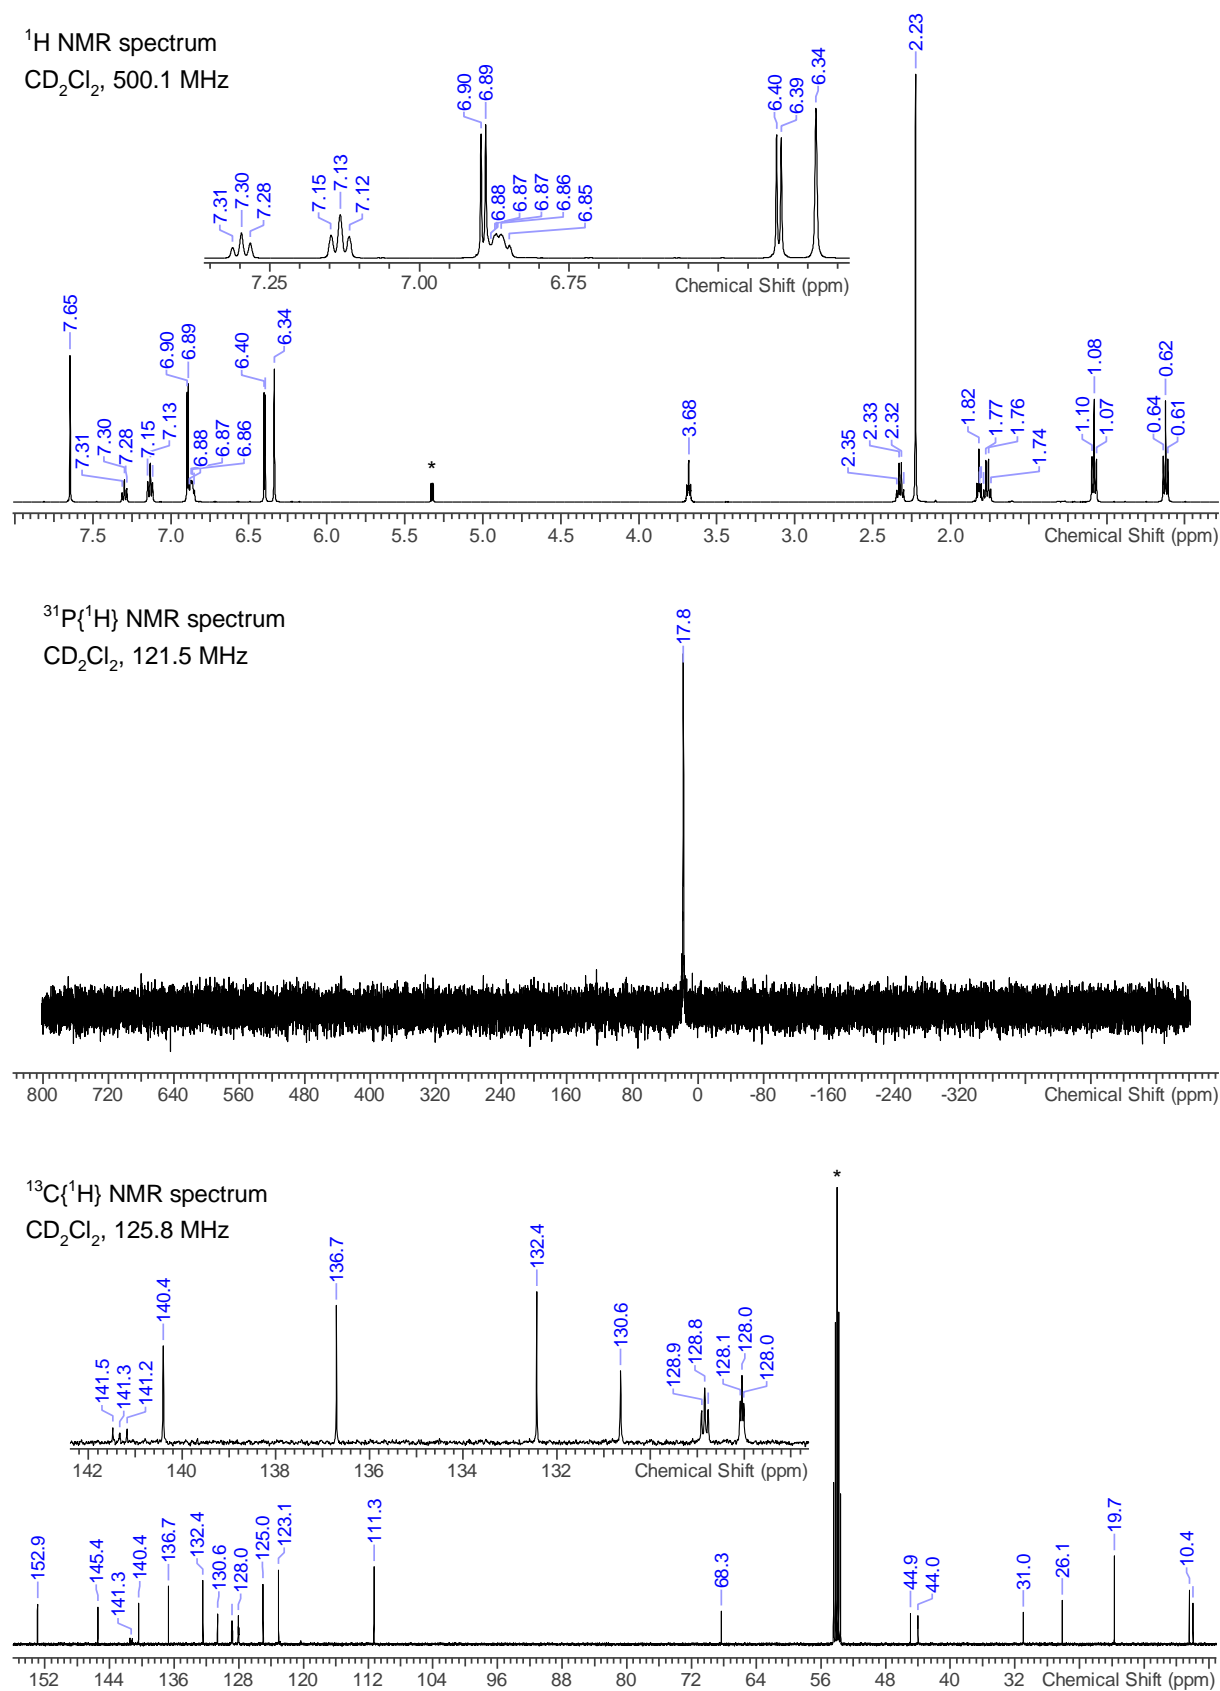 ¹H NMR spectrum
CD₂Cl₂, 500.1 MHz
7.31 7.30 7.28 7.15 7.13 7.12 6.90 6.89 6.88 6.87 6.87 6.86 6.85 6.40 6.39 6.34
7.25 7.00 6.75 Chemical Shift (ppm)
7.65 7.31 7.30 7.28 7.15 7.13 6.90 6.89 6.88 6.87 6.86 6.40 6.34 * 3.68 2.35 2.33 2.32 2.23 1.82 1.77 1.76 1.74 1.10 1.08 1.07 0.64 0.62 0.61
7.5 7.0 6.5 6.0 5.5 5.0 4.5 4.0 3.5 3.0 2.5 2.0 Chemical Shift (ppm)
³¹P{¹H} NMR spectrum
CD₂Cl₂, 121.5 MHz
17.8
800 720 640 560 480 400 320 240 160 80 0 -80 -160 -240 -320 Chemical Shift (ppm)
¹³C{¹H} NMR spectrum
CD₂Cl₂, 125.8 MHz
141.5 141.3 141.2 140.4 136.7 132.4 130.6 128.9 128.8 128.1 128.0 128.0
142 140 138 136 134 132 Chemical Shift (ppm)
152.9 145.4 141.3 140.4 136.7 132.4 130.6 128.0 125.0 123.1 111.3 68.3 * 44.9 44.0 31.0 26.1 19.7 10.4
152 144 136 128 120 112 104 96 88 80 72 64 56 48 40 32 Chemical Shift (ppm)